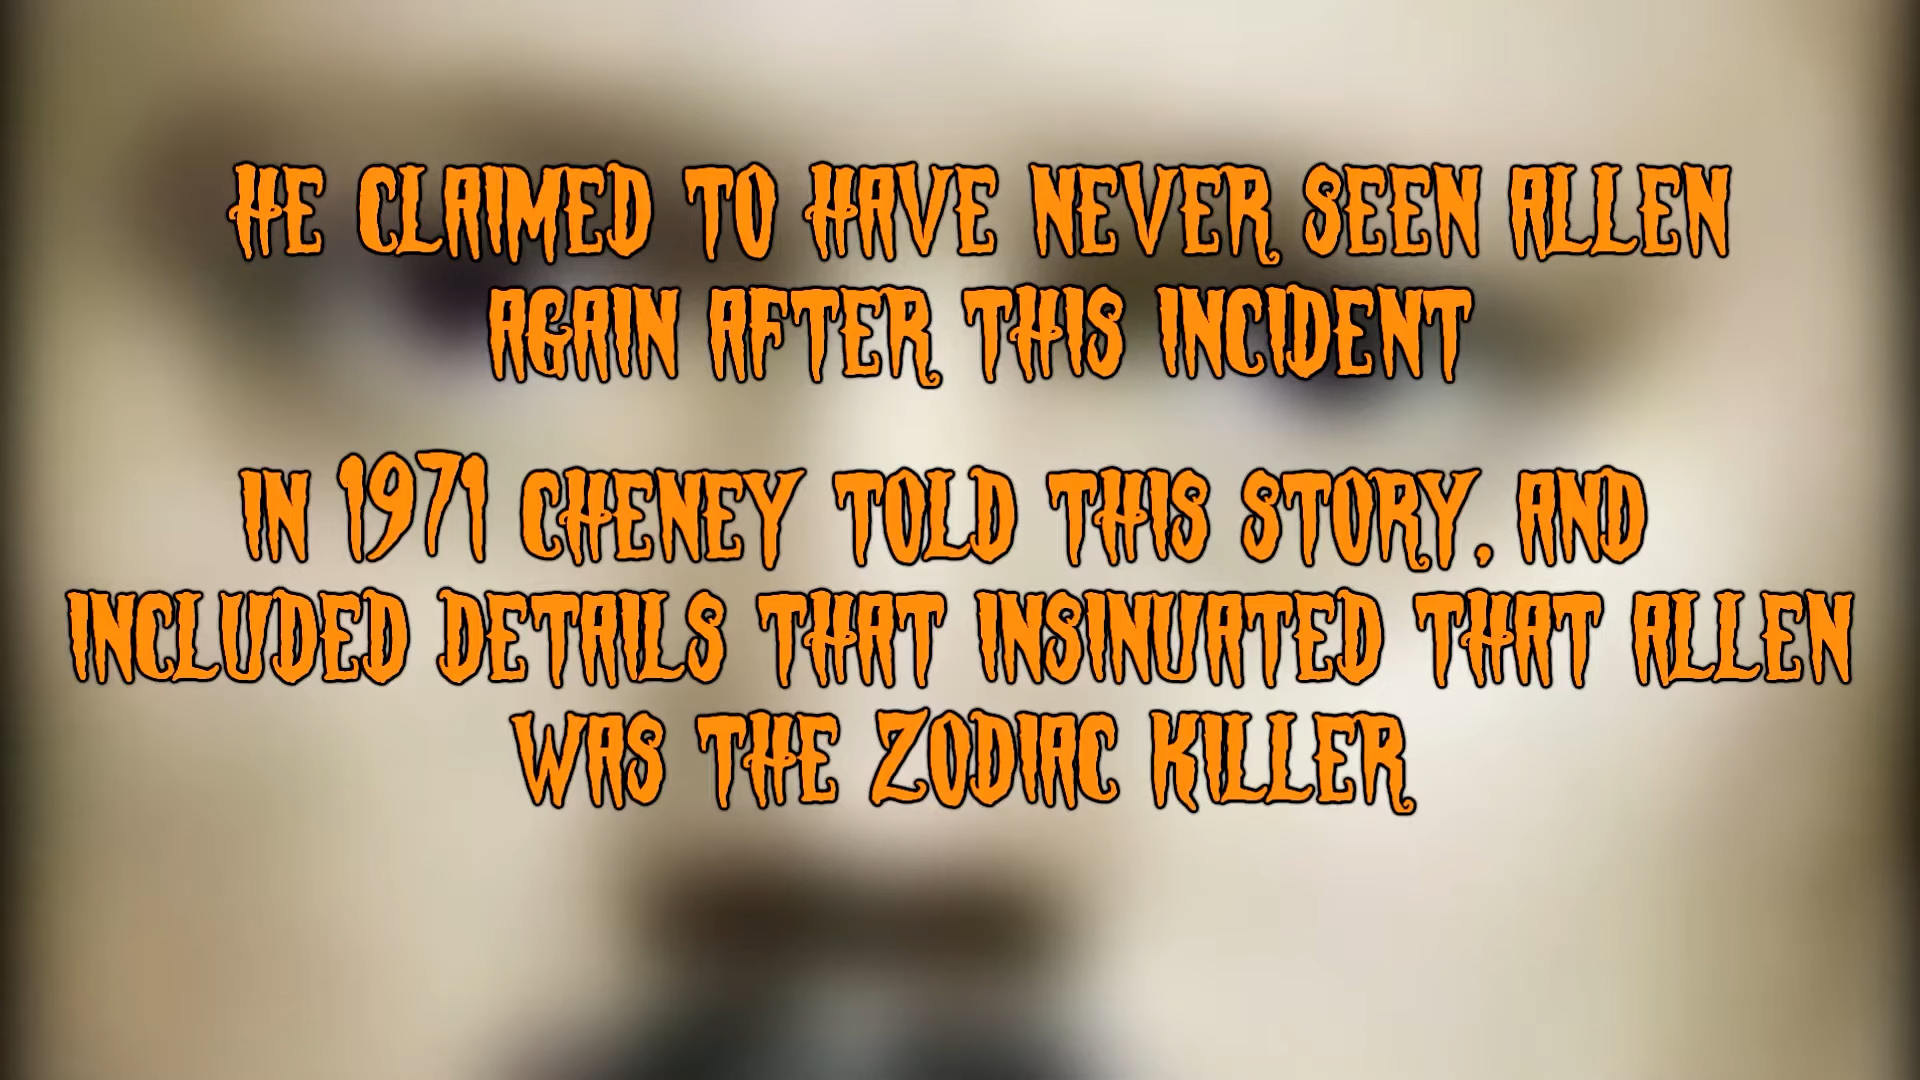 HE CLAIMED TO HAVE NEVER SEEN ALLEN
AGAIN AFTER THIS INCIDENT
IN 1971 CHENEY TOLD THIS STORY, AND
INCLUDED DETAILS THAT INSINUATED THAT ALLEN
WAS THE ZODIAC KILLER